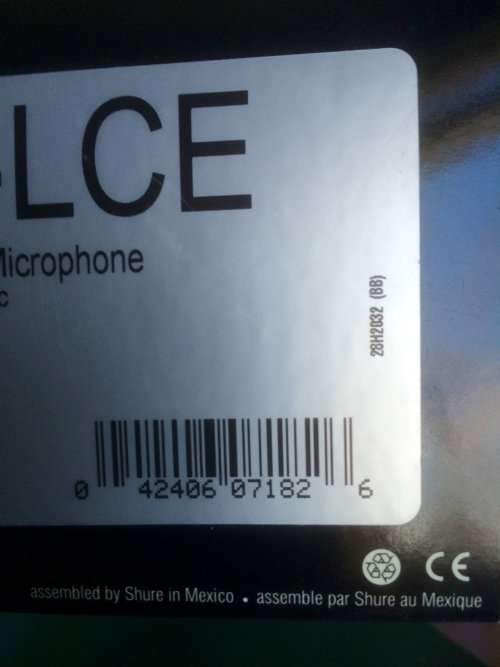 -LCE
Microphone
c
28H2032 (BB)
0 42406 07182 6
CE
assembled by Shure in Mexico • assemble par Shure au Mexique